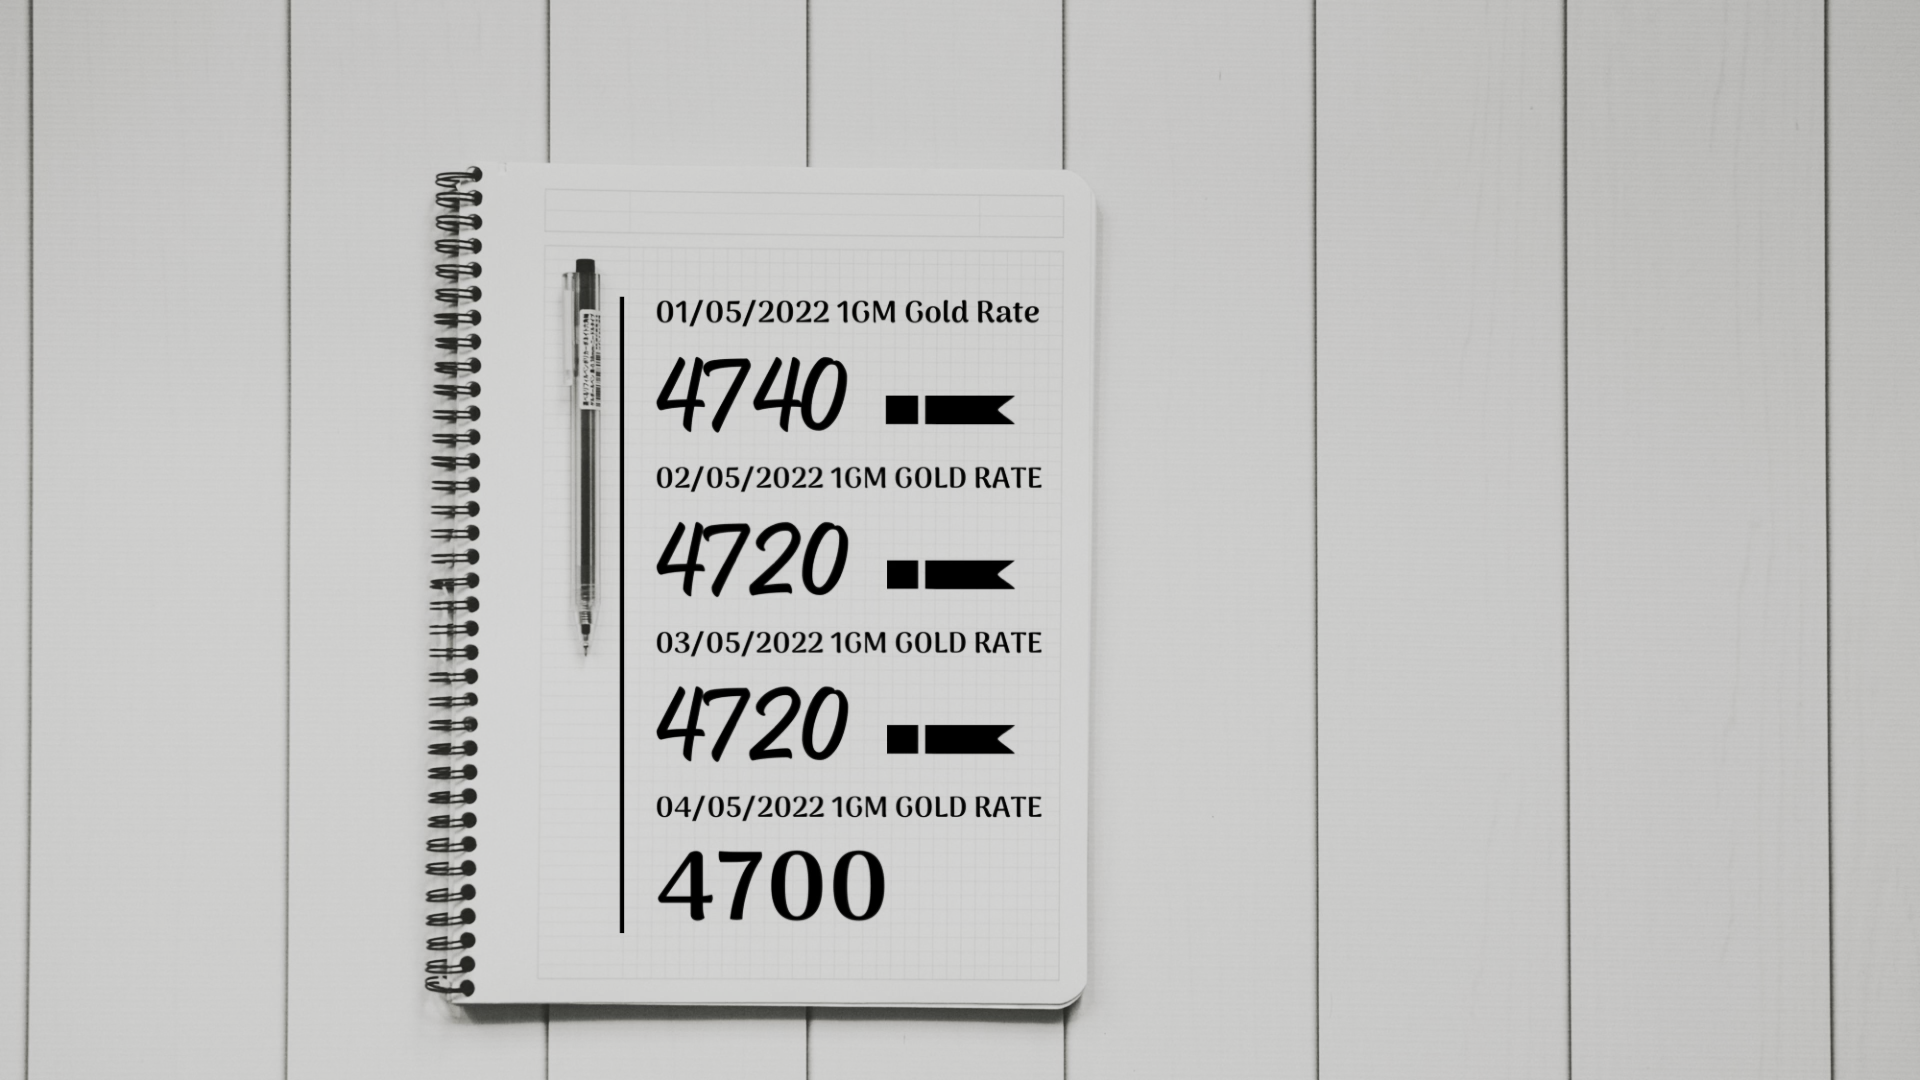 01/05/2022 1GM Gold Rate
4740
02/05/2022 1GM GOLD RATE
4720
03/05/2022 1GM GOLD RATE
4720
04/05/2022 1GM GOLD RATE
4700